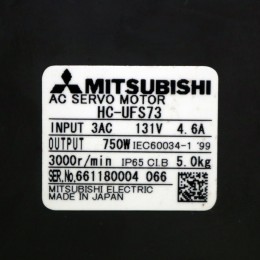 MITSUBISHI
AC SERVO MOTOR
HC-UFS73
INPUT 3AC 131V 4.6A
OUTPUT 750W IEC60034-1 '99
3000r/min IP65 CI.B 5.0kg
SER.No.661180004 066
MITSUBISHI ELECTRIC
MADE IN JAPAN